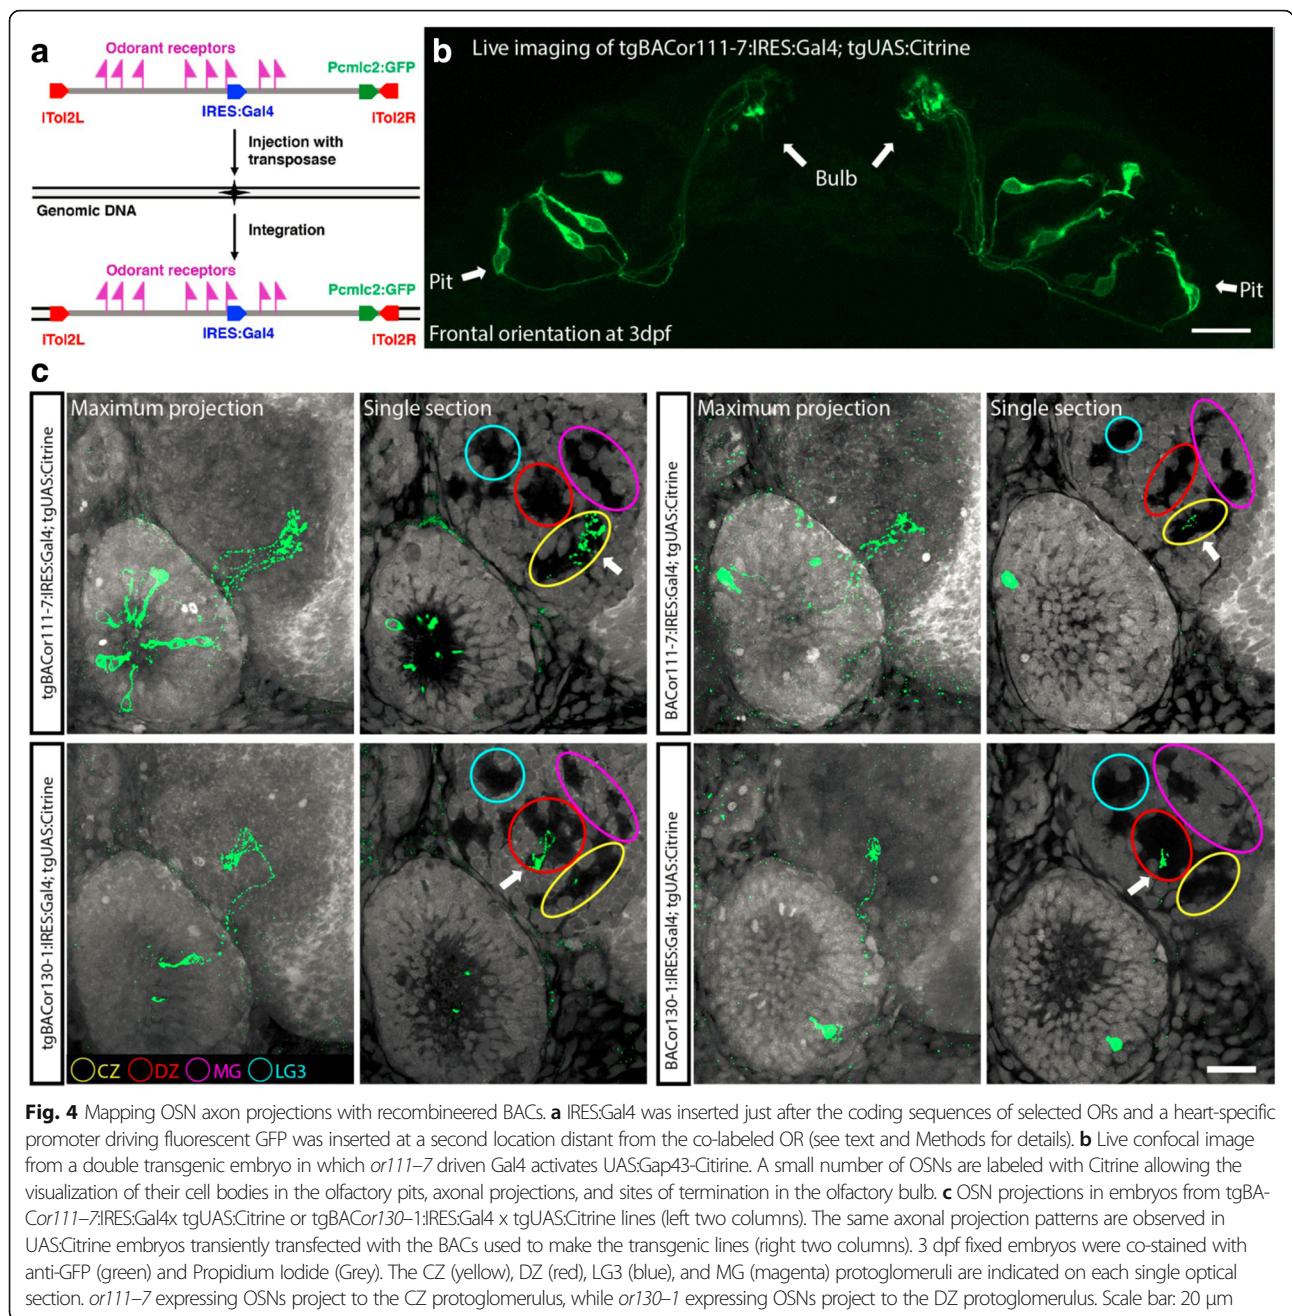 a
Odorant receptors
Pcmlc2:GFP
lTol2L
IRES:Gal4
lTol2R
Injection with
transposase
Genomic DNA
Integration
Odorant receptors
Pcmlc2:GFP
lTol2L
IRES:Gal4
lTol2R
b
Live imaging of tgBACor111-7:IRES:Gal4; tgUAS:Citrine
Bulb
Pit
Pit
Frontal orientation at 3dpf
c
tgBACor111-7:IRES:Gal4; tgUAS:Citrine
Maximum projection
Single section
BACor111-7:IRES:Gal4; tgUAS:Citrine
Maximum projection
Single section
tgBACor130-1:IRES:Gal4; tgUAS:Citrine
BACor130-1:IRES:Gal4; tgUAS:Citrine
CZ DZ MG LG3
Fig. 4 Mapping OSN axon projections with recombineered BACs. a IRES:Gal4 was inserted just after the coding sequences of selected ORs and a heart-specific
promoter driving fluorescent GFP was inserted at a second location distant from the co-labeled OR (see text and Methods for details). b Live confocal image
from a double transgenic embryo in which or111–7 driven Gal4 activates UAS:Gap43-Citirine. A small number of OSNs are labeled with Citrine allowing the
visualization of their cell bodies in the olfactory pits, axonal projections, and sites of termination in the olfactory bulb. c OSN projections in embryos from tgBA-
Cor111–7:IRES:Gal4x tgUAS:Citrine or tgBACor130–1:IRES:Gal4 x tgUAS:Citrine lines (left two columns). The same axonal projection patterns are observed in
UAS:Citrine embryos transiently transfected with the BACs used to make the transgenic lines (right two columns). 3 dpf fixed embryos were co-stained with
anti-GFP (green) and Propidium Iodide (Grey). The CZ (yellow), DZ (red), LG3 (blue), and MG (magenta) protoglomeruli are indicated on each single optical
section. or111–7 expressing OSNs project to the CZ protoglomerulus, while or130–1 expressing OSNs project to the DZ protoglomerulus. Scale bar: 20 μm